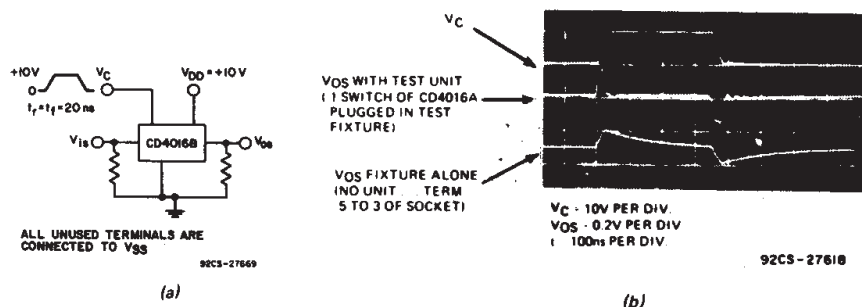 (a)
+10V
0
tr = tf = 20 ns
VC
VDD = +10V
Vis
CD4016B
Vos
ALL UNUSED TERMINALS ARE
CONNECTED TO VSS
92CS-27669
(a)
(b)
VC
VOS WITH TEST UNIT
(1 SWITCH OF CD4016A
PLUGGED IN TEST
FIXTURE)
VOS FIXTURE ALONE
(NO UNIT . . TERM
5 TO 3 OF SOCKET)
VC - 10V PER DIV.
VOS - 0.2V PER DIV
t 100ns PER DIV.
92CS-27618
(b)